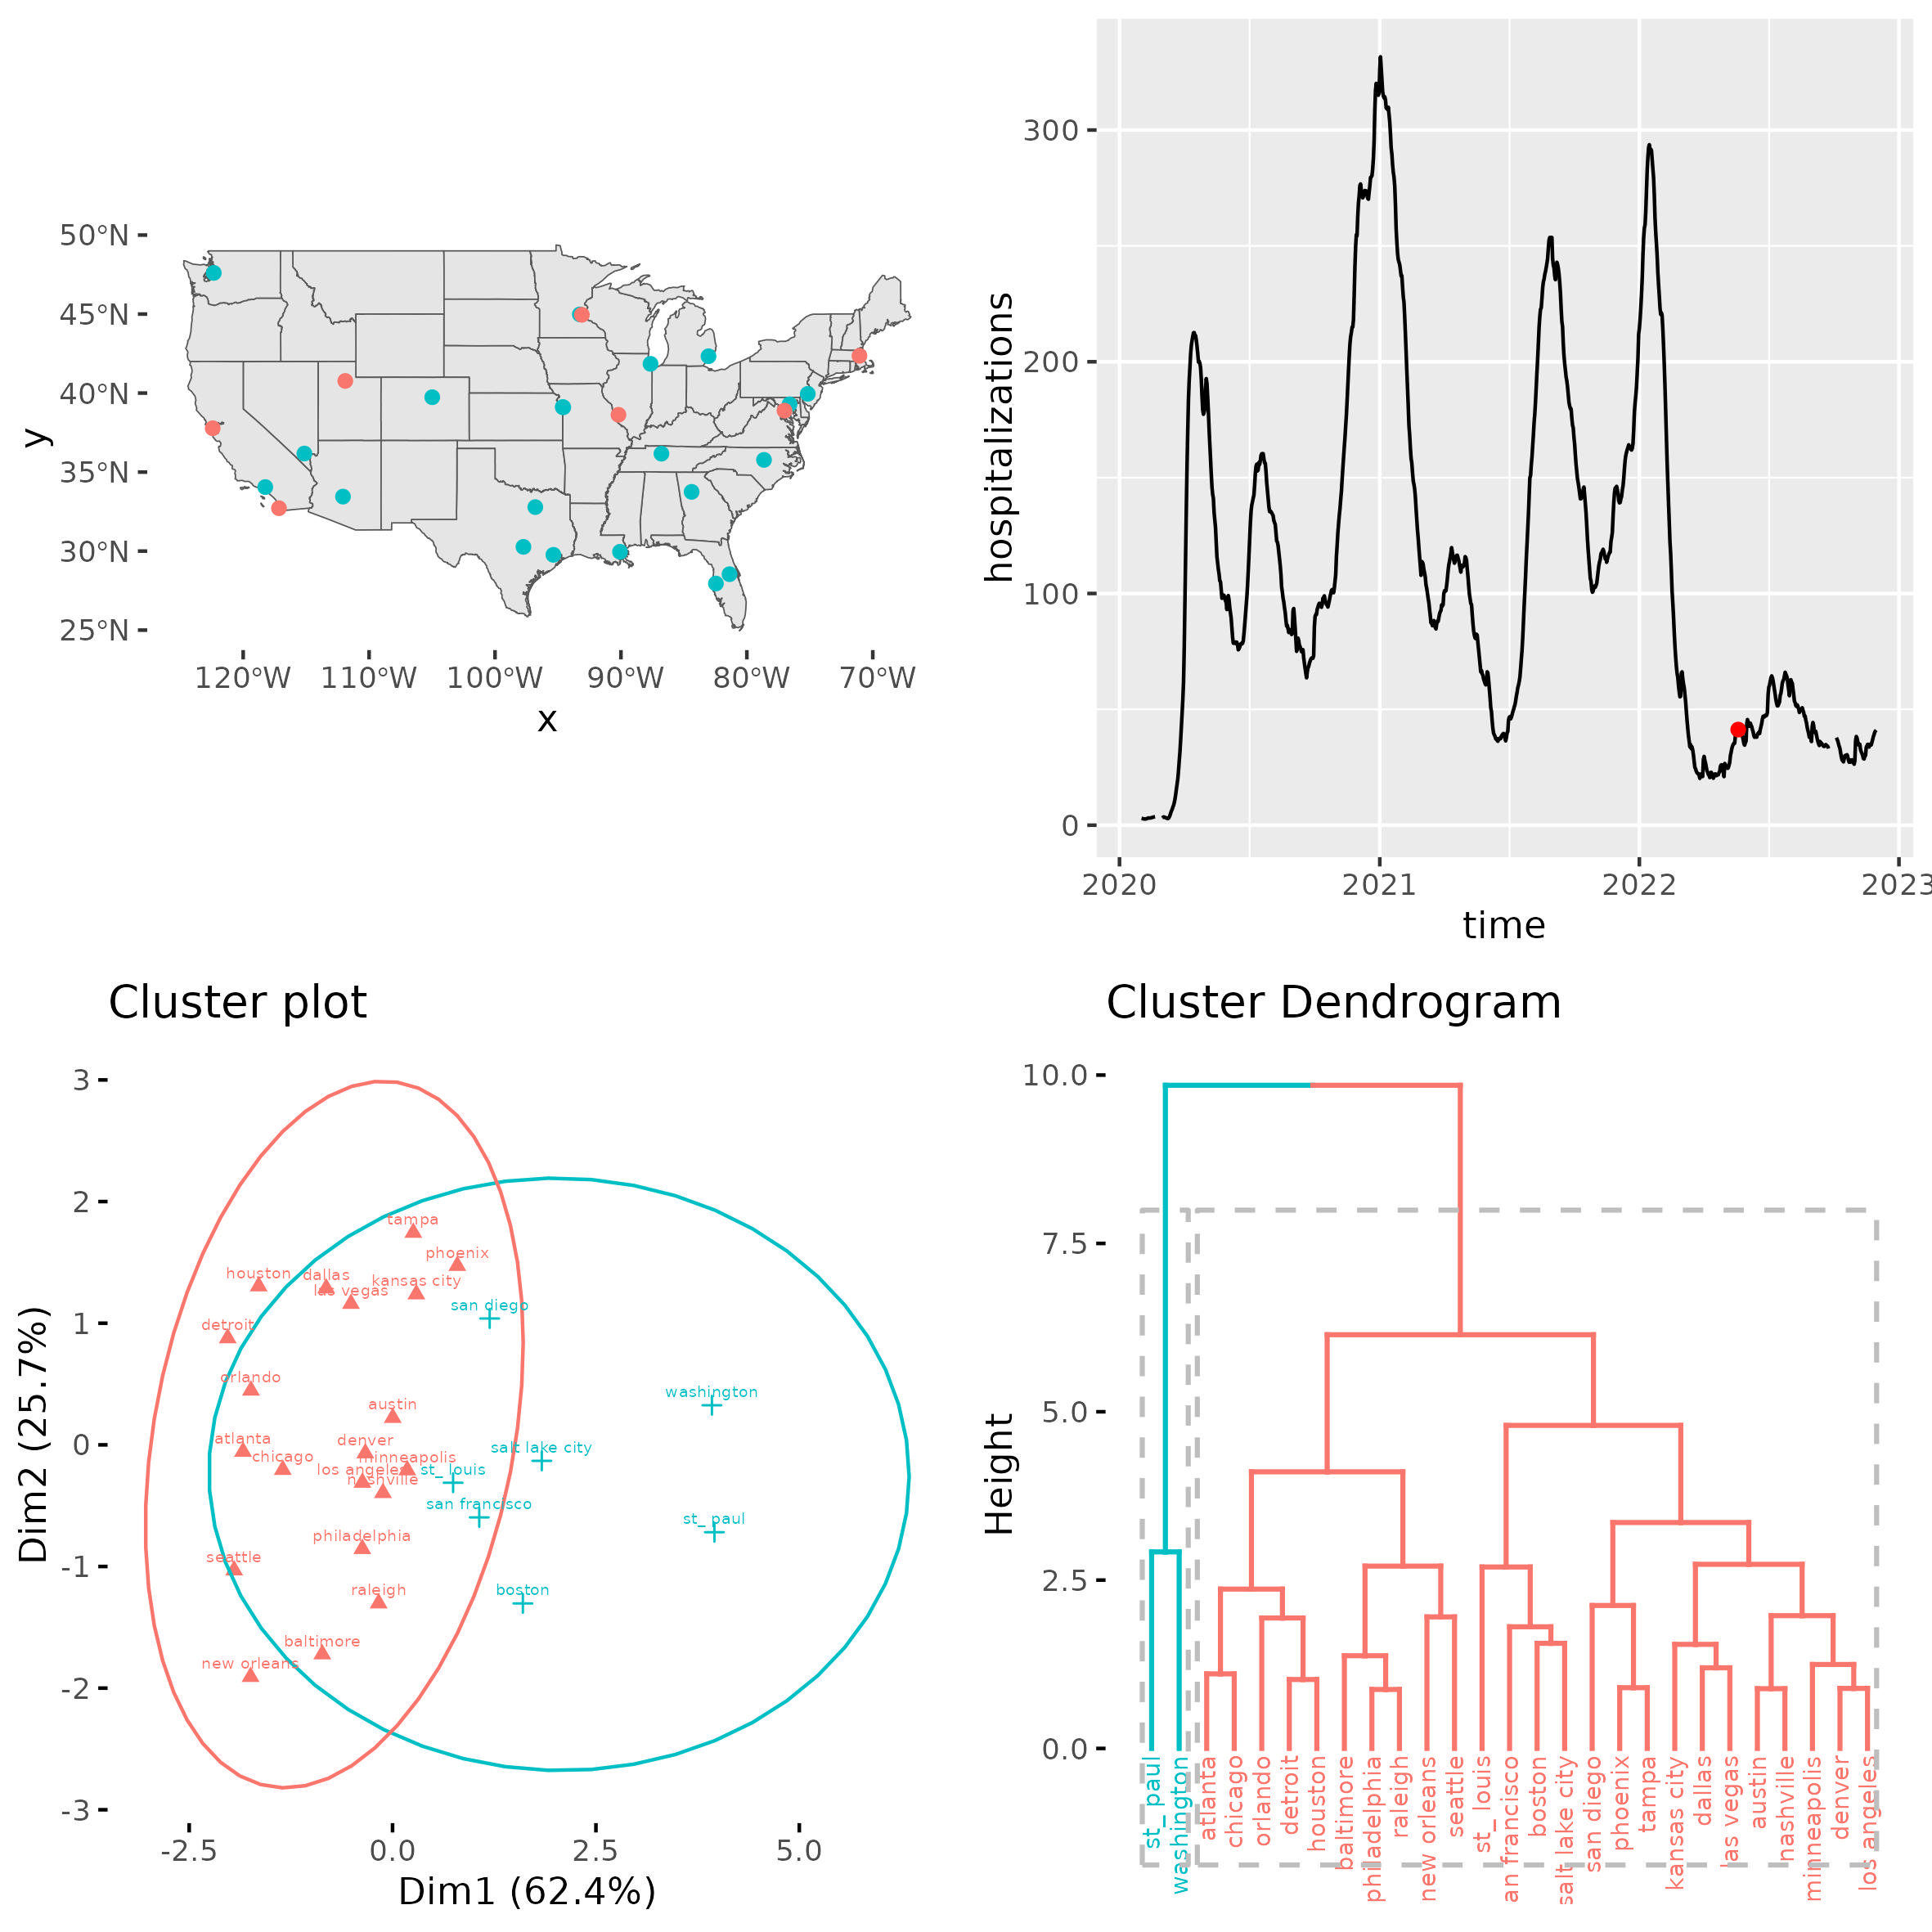 50°N
45°N
40°N
35°N
30°N
25°N
y
120°W 110°W 100°W 90°W 80°W 70°W
x
300
200
100
0
hospitalizations
2020 2021 2022 2023
time
Cluster plot
3
2
1
0
-1
-2
-3
Dim2 (25.7%)
tampa
phoenix
houston
dallas
kansas city
las vegas
san diego
detroit
orlando
washington
austin
atlanta
denver
salt lake city
chicago
minneapolis
los angeles
st_louis
nashville
san francisco
st_paul
philadelphia
seattle
raleigh
boston
baltimore
new orleans
-2.5 0.0 2.5 5.0
Dim1 (62.4%)
Cluster Dendrogram
10.0
7.5
5.0
2.5
0.0
Height
st_paul
washington
atlanta
chicago
orlando
detroit
houston
baltimore
philadelphia
raleigh
new orleans
seattle
st_louis
an francisco
boston
salt lake city
san diego
phoenix
tampa
kansas city
dallas
las vegas
austin
nashville
minneapolis
denver
los angeles